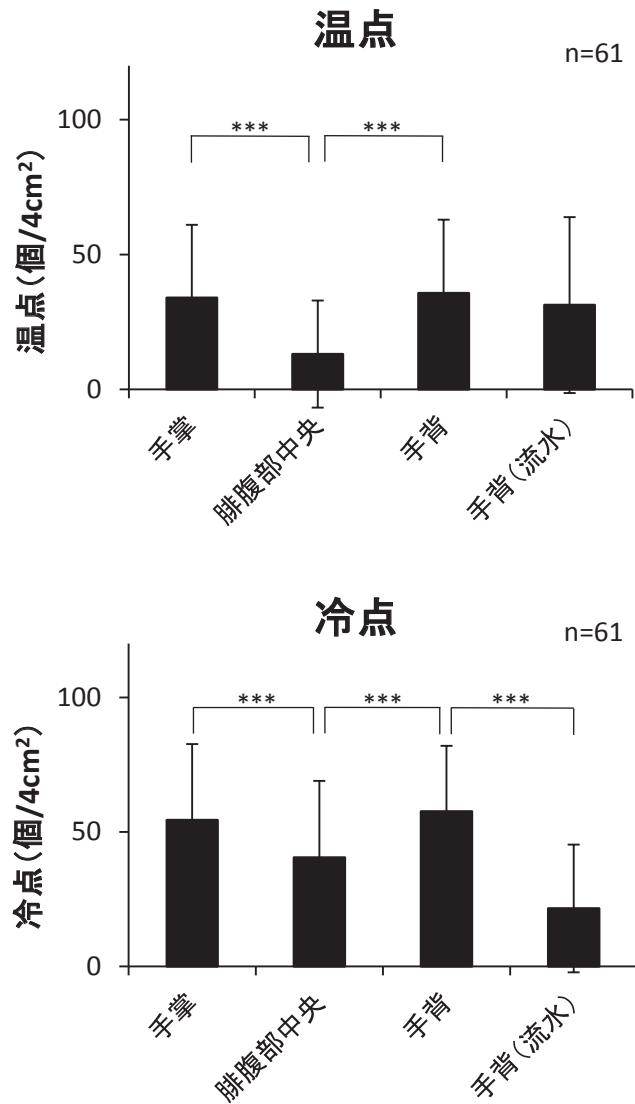 温点
n=61
*** ***
100
50
0
温点(個/4cm²)
手掌
腓腹部中央
手背
手背(流水)
冷点
n=61
*** *** ***
100
50
0
冷点(個/4cm²)
手掌
腓腹部中央
手背
手背(流水)